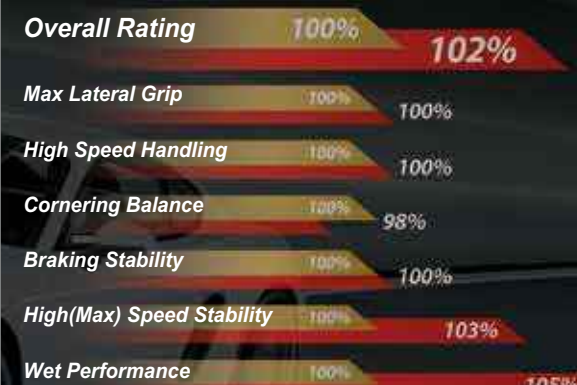 Overall Rating 100% 102%
Max Lateral Grip 100% 100%
High Speed Handling 100% 100%
Cornering Balance 100% 98%
Braking Stability 100% 100%
High(Max) Speed Stability 100% 103%
Wet Performance 100% 105%